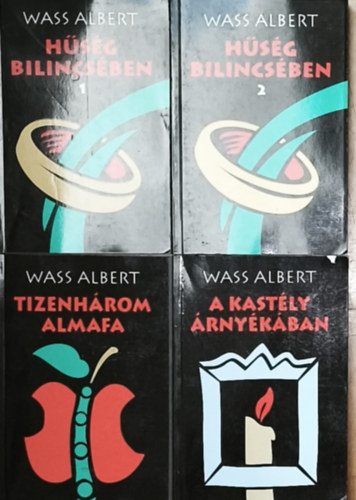 WASS ALBERT
HŰSÉG
BILINCSÉBEN
1
WASS ALBERT
HŰSÉG
BILINCSÉBEN
2
WASS ALBERT
TIZENHÁROM
ALMAFA
WASS ALBERT
A KASTÉLY
ÁRNYÉKÁBAN